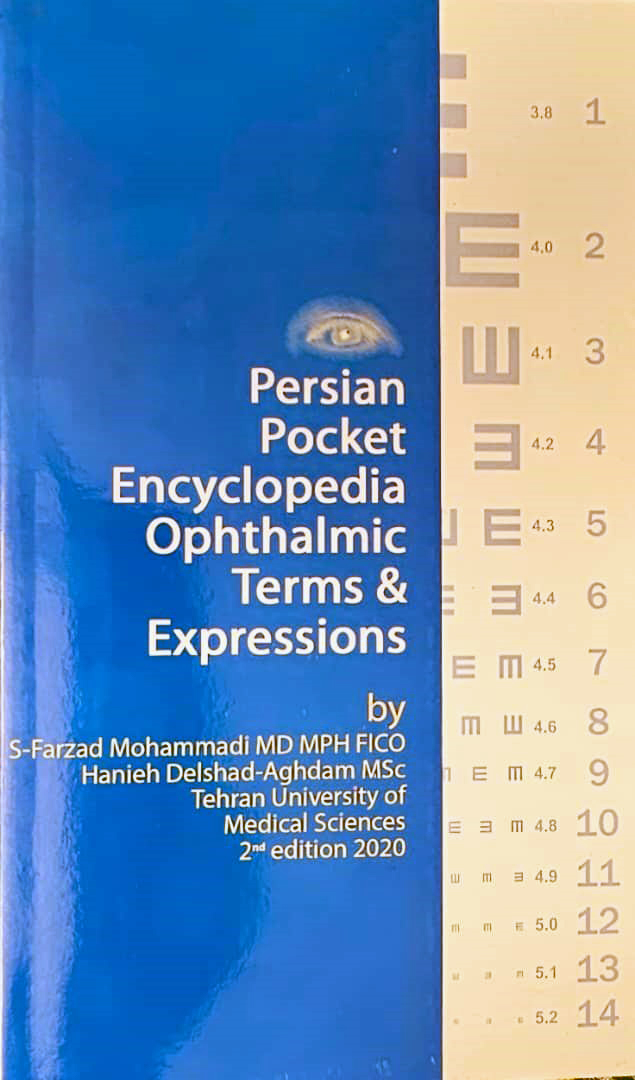 Persian
Pocket
Encyclopedia
Ophthalmic
Terms &
Expressions
by
S-Farzad Mohammadi MD MPH FICO
Hanieh Delshad-Aghdam MSc
Tehran University of
Medical Sciences
2nd edition 2020
3.8 1
4.0 2
4.1 3
4.2 4
4.3 5
4.4 6
4.5 7
4.6 8
4.7 9
4.8 10
4.9 11
5.0 12
5.1 13
5.2 14